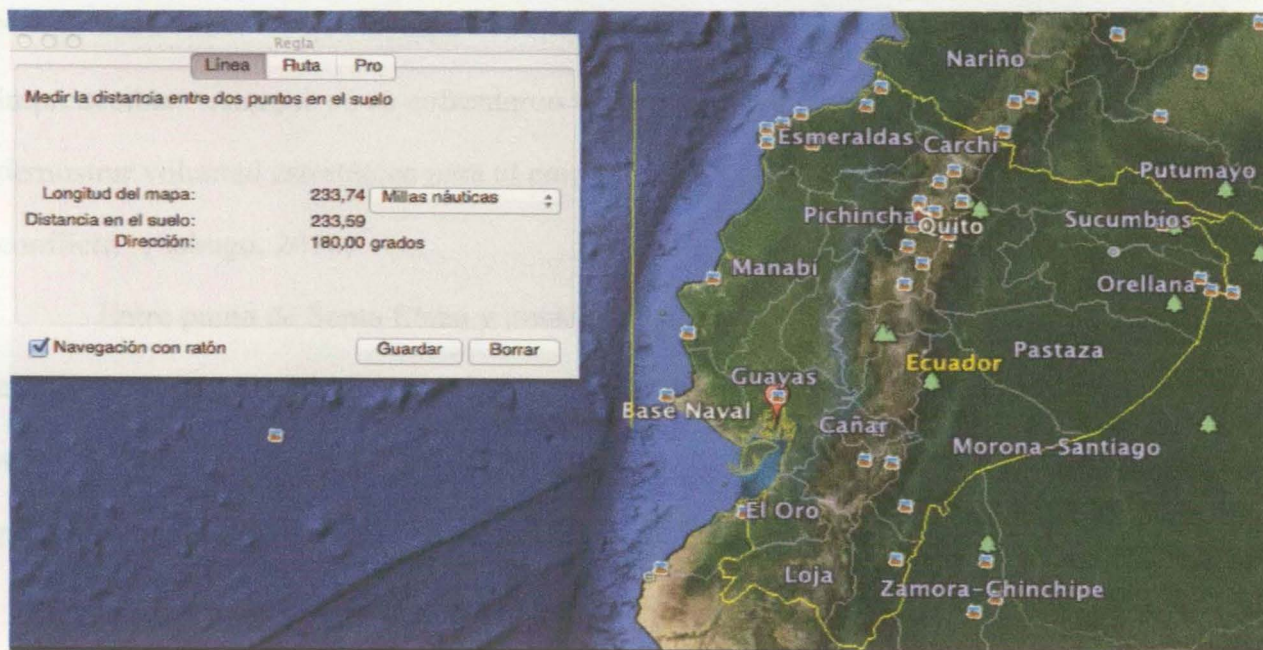 Regla
Línea Ruta Pro
Medir la distancia entre dos puntos en el suelo
Longitud del mapa: 233,74 Millas náuticas
Distancia en el suelo: 233,59
Dirección: 180,00 grados
Navegación con ratón Guardar Borrar
Nariño
Esmeraldas
Carchi
Putumayo
Pichincha
Quito
Sucumbíos
Manabí
Orellana
Pastaza
Ecuador
Guayas
Base Naval
Cañar
Morona-Santiago
El Oro
Loja
Zamora-Chinchipe